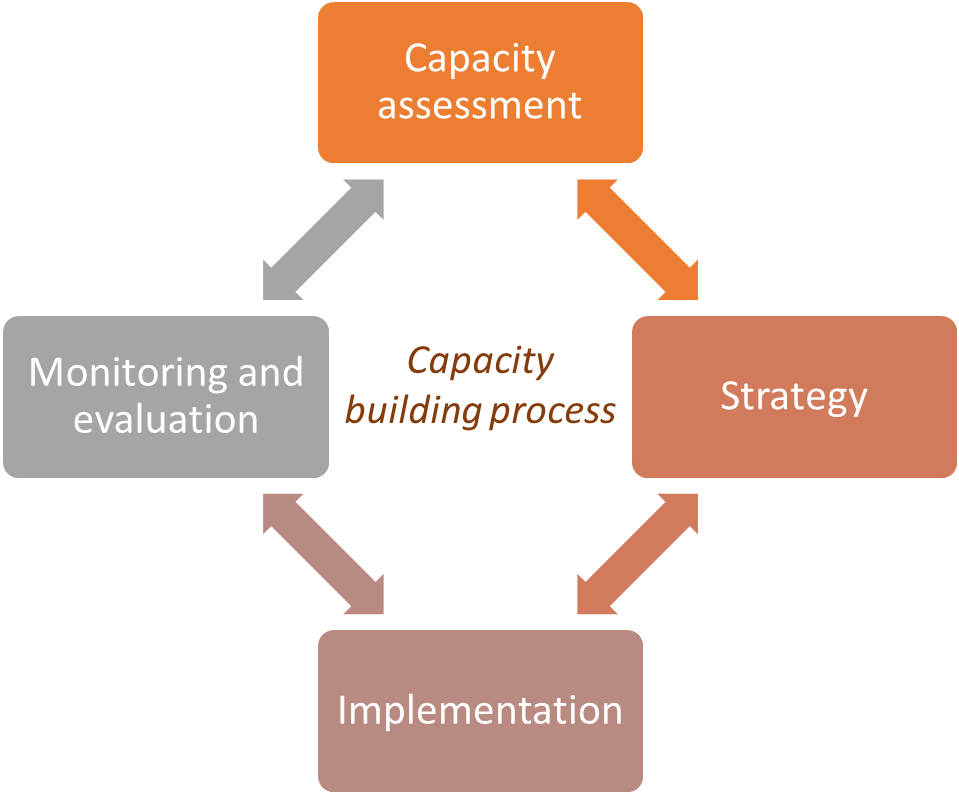 Capacity
assessment
Monitoring and
evaluation
Capacity
building process
Strategy
Implementation